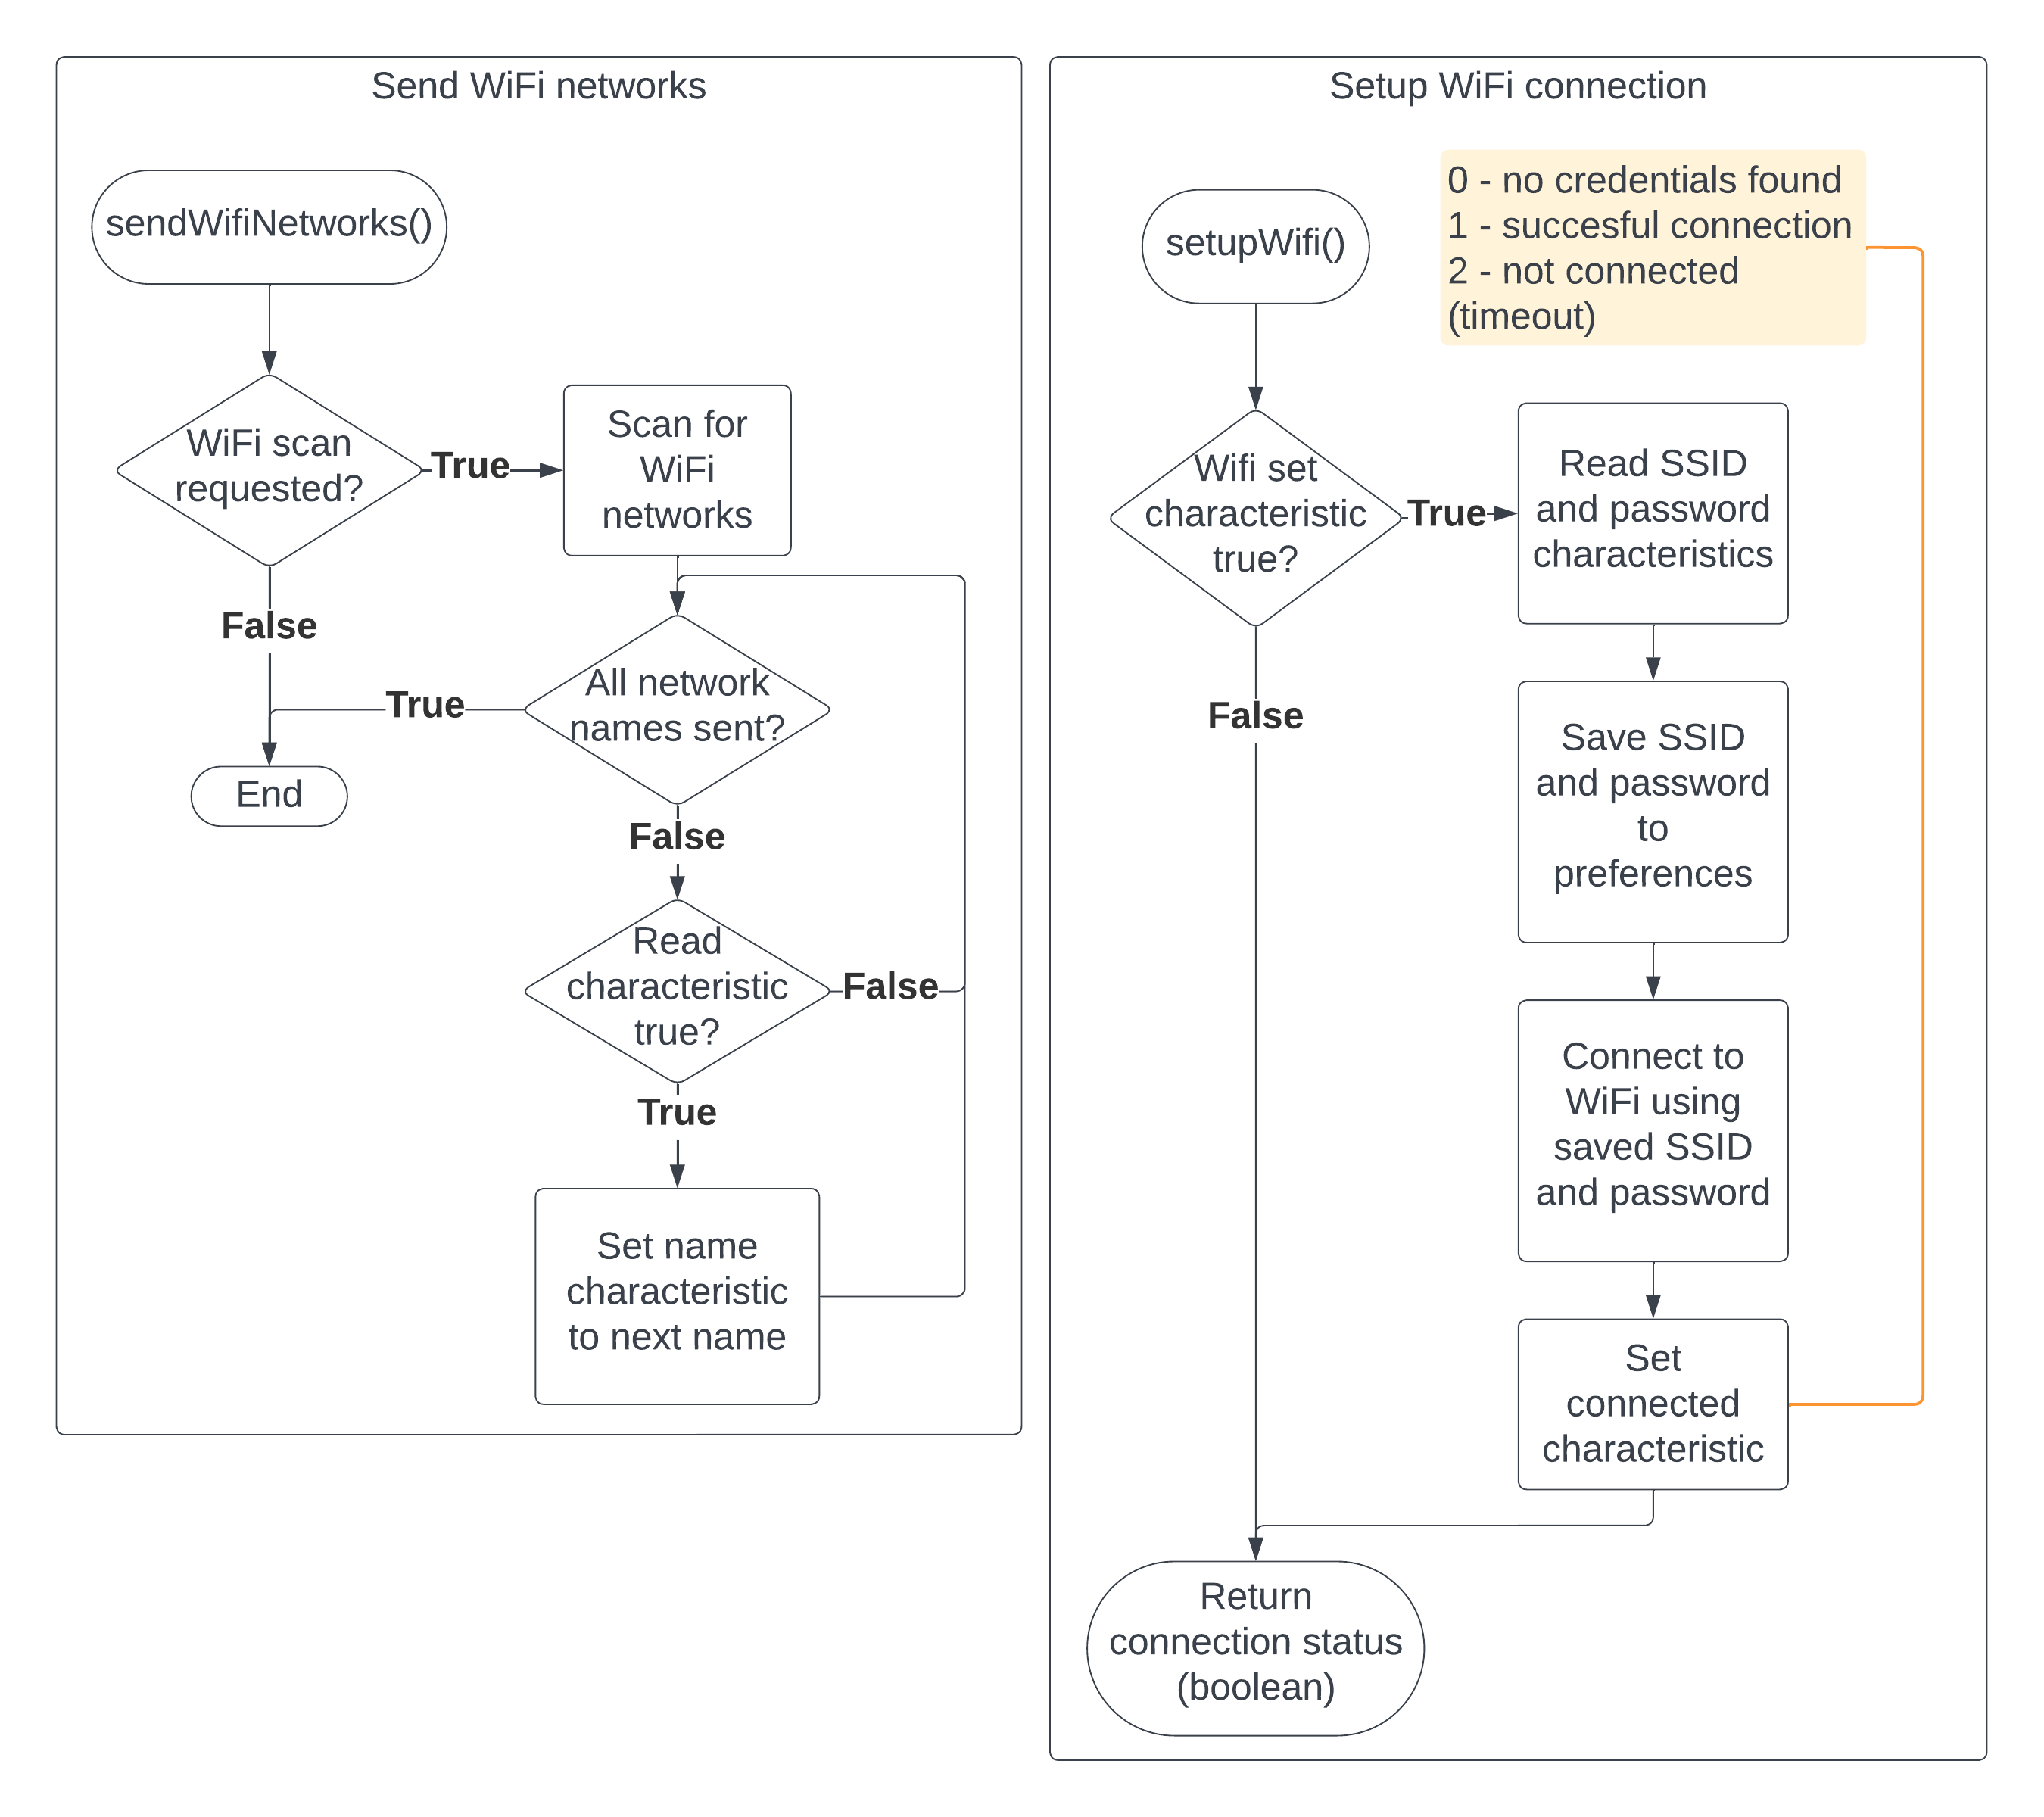 Send WiFi networks
sendWifiNetworks()
WiFi scan
requested?
True
Scan for
WiFi
networks
False
All network
names sent?
True
End
False
Read
characteristic
true?
False
True
Set name
characteristic
to next name
Setup WiFi connection
0 - no credentials found
1 - succesful connection
2 - not connected
(timeout)
setupWifi()
Wifi set
characteristic
true?
True
Read SSID
and password
characteristics
False
Save SSID
and password
to
preferences
Connect to
WiFi using
saved SSID
and password
Set
connected
characteristic
Return
connection status
(boolean)